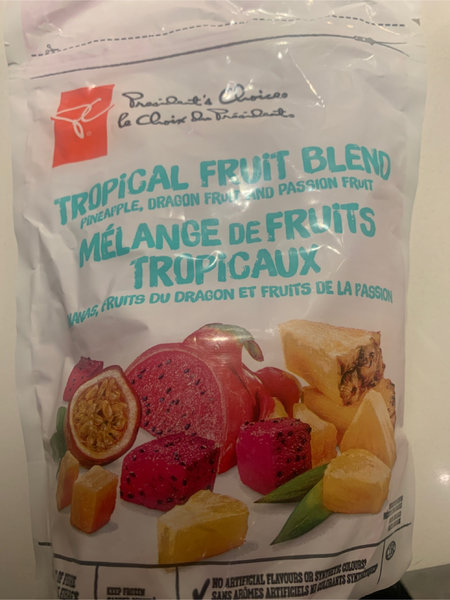 PC
President's Choice
le Choix du Président
TROPICAL FRUIT BLEND
PINEAPPLE, DRAGON FRUIT AND PASSION FRUIT
MÉLANGE DE FRUITS
TROPICAUX
ANANAS, FRUITS DU DRAGON ET FRUITS DE LA PASSION
KEEP FROZEN
NO ARTIFICIAL FLAVOURS OR SYNTHETIC COLOURS
SANS ARÔMES ARTIFICIELS NI COLORANTS SYNTHÉTIQUES